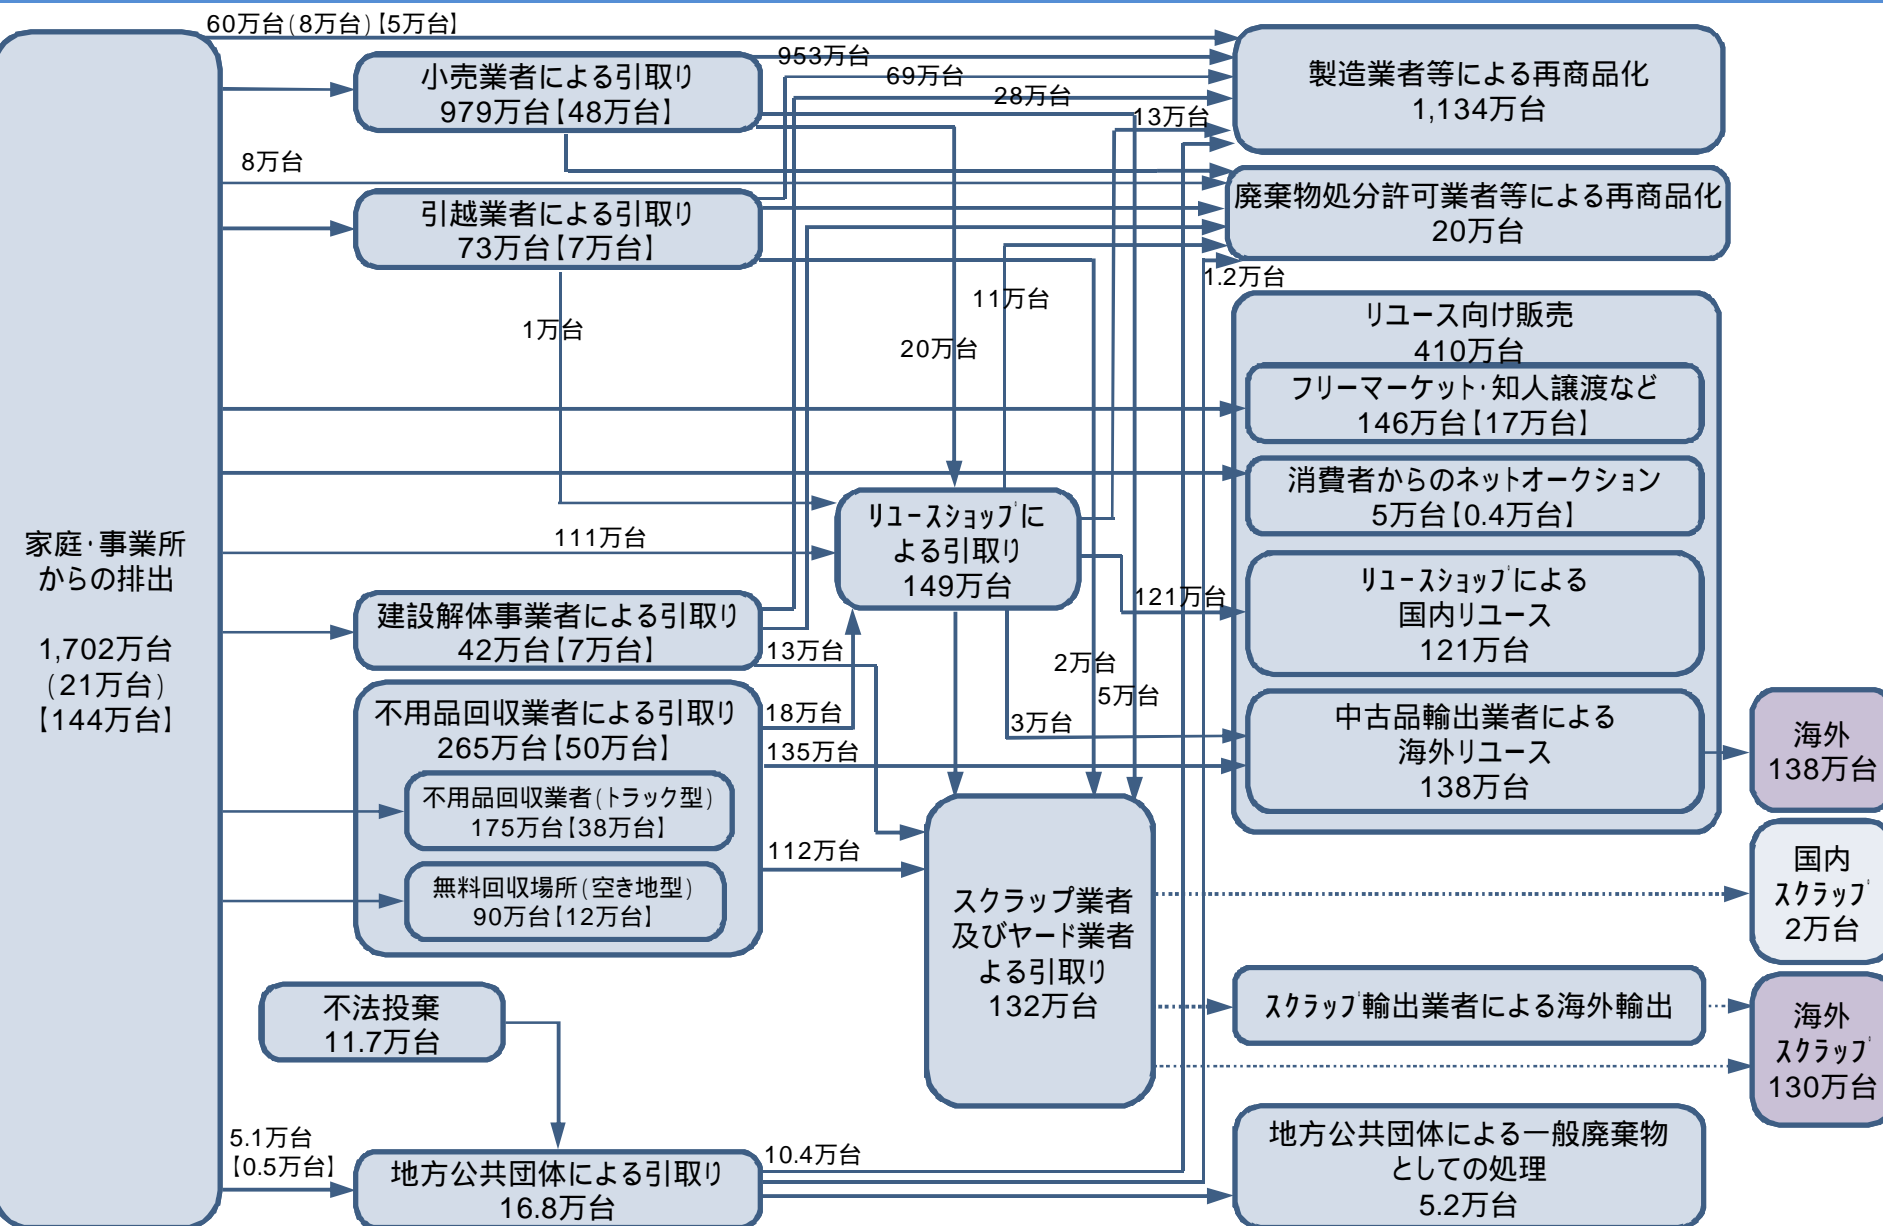 60万台(8万台)【5万台】
家庭・事業所
からの排出
1,702万台
(21万台)
【144万台】
小売業者による引取り
979万台【48万台】
953万台
69万台
28万台
13万台
製造業者等による再商品化
1,134万台
8万台
引越業者による引取り
73万台【7万台】
廃棄物処分許可業者等による再商品化
20万台
1.2万台
11万台
1万台
20万台
リユース向け販売
410万台
フリーマーケット・知人譲渡など
146万台【17万台】
消費者からのネットオークション
5万台【0.4万台】
111万台
リユースショップに
よる引取り
149万台
リユースショップによる
国内リユース
121万台
121万台
建設解体事業者による引取り
42万台【7万台】
13万台
2万台
5万台
3万台
不用品回収業者による引取り
265万台【50万台】
18万台
135万台
中古品輸出業者による
海外リユース
138万台
海外
138万台
不用品回収業者(トラック型)
175万台【38万台】
112万台
無料回収場所(空き地型)
90万台【12万台】
スクラップ業者
及びヤード業者
よる引取り
132万台
国内
スクラップ
2万台
不法投棄
11.7万台
スクラップ輸出業者による海外輸出
海外
スクラップ
130万台
5.1万台
【0.5万台】
地方公共団体による引取り
16.8万台
10.4万台
地方公共団体による一般廃棄物
としての処理
5.2万台